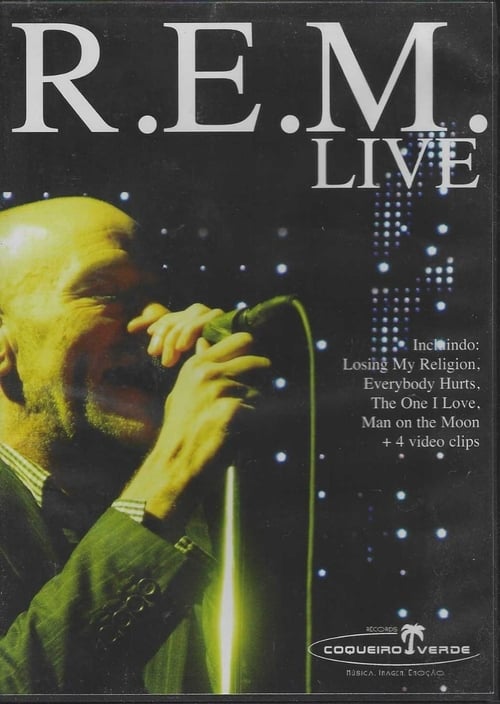 R.E.M.
LIVE
Incluindo:
Losing My Religion,
Everybody Hurts,
The One I Love,
Man on the Moon
+ 4 video clips
RECORDS
COQUEIRO VERDE
MÚSICA. IMAGEM. EMOÇÃO.